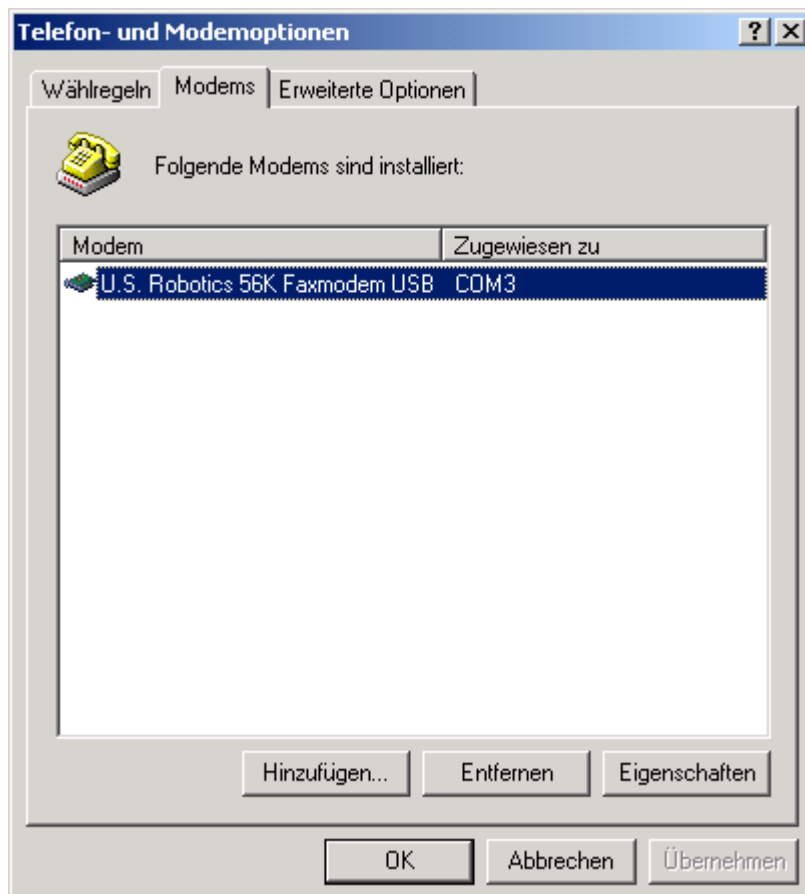 Telefon- und Modemoptionen
Wählregeln Modems Erweiterte Optionen
Folgende Modems sind installiert:
Modem Zugewiesen zu
U.S. Robotics 56K Faxmodem USB COM3
Hinzufügen... Entfernen Eigenschaften
OK Abbrechen Übernehmen